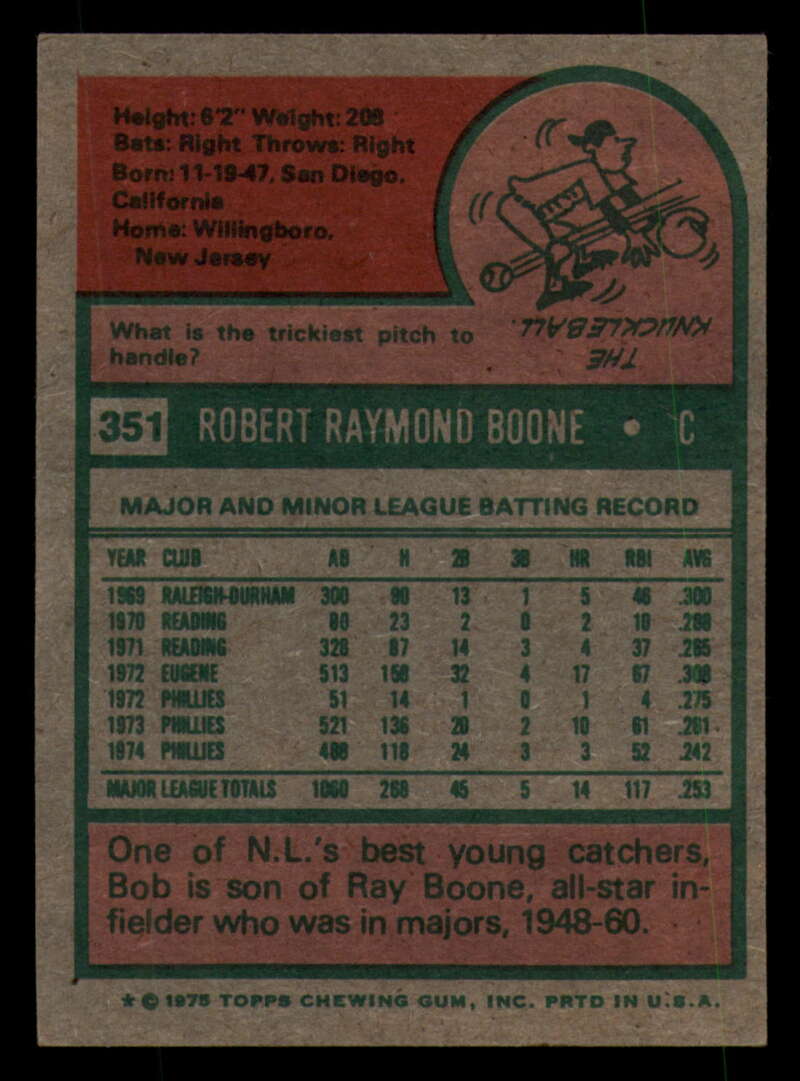 Height: 6'2" Weight: 208
Bats: Right Throws: Right
Born: 11-19-47, San Diego,
California
Home: Willingboro,
New Jersey
What is the trickiest pitch to
handle?
THE
KNUCKLEBALL.
351 ROBERT RAYMOND BOONE • C
MAJOR AND MINOR LEAGUE BATTING RECORD
YEAR CLUB AB H 2B 3B HR RBI AVG
1969 RALEIGH-DURHAM 300 90 13 1 5 46 .300
1970 READING 80 23 2 0 2 10 .288
1971 READING 328 87 14 3 4 37 .265
1972 EUGENE 513 158 32 4 17 67 .308
1972 PHILLIES 51 14 1 0 1 4 .275
1973 PHILLIES 521 136 20 2 10 61 .261
1974 PHILLIES 488 118 24 3 3 52 .242
MAJOR LEAGUE TOTALS 1060 268 45 5 14 117 .253
One of N.L.'s best young catchers,
Bob is son of Ray Boone, all-star in-
fielder who was in majors, 1948-60.
* © 1975 TOPPS CHEWING GUM, INC. PRTD IN U.S.A.